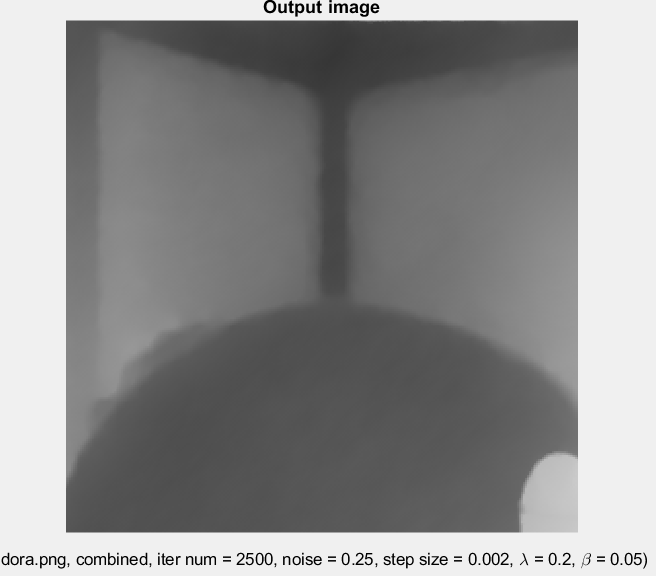 Output image
dora.png, combined, iter num = 2500, noise = 0.25, step size = 0.002, λ = 0.2, β = 0.05)